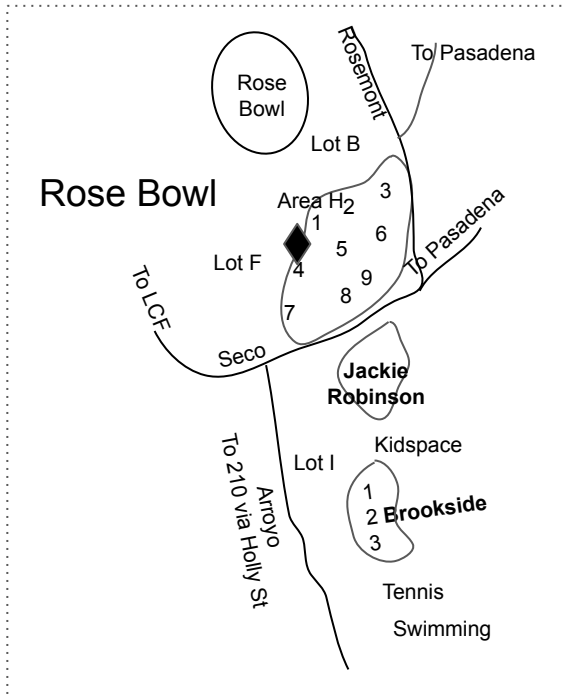 To Pasadena
Rosemont
Rose
Bowl
Lot B
Rose Bowl
Area H
1
2
3
Lot F
4
5
6
To Pasadena
7
8
9
To LCF
Seco
Jackie
Robinson
Kidspace
Lot I
To 210 via Holly St
Arroyo
1
2
3
Brookside
Tennis
Swimming